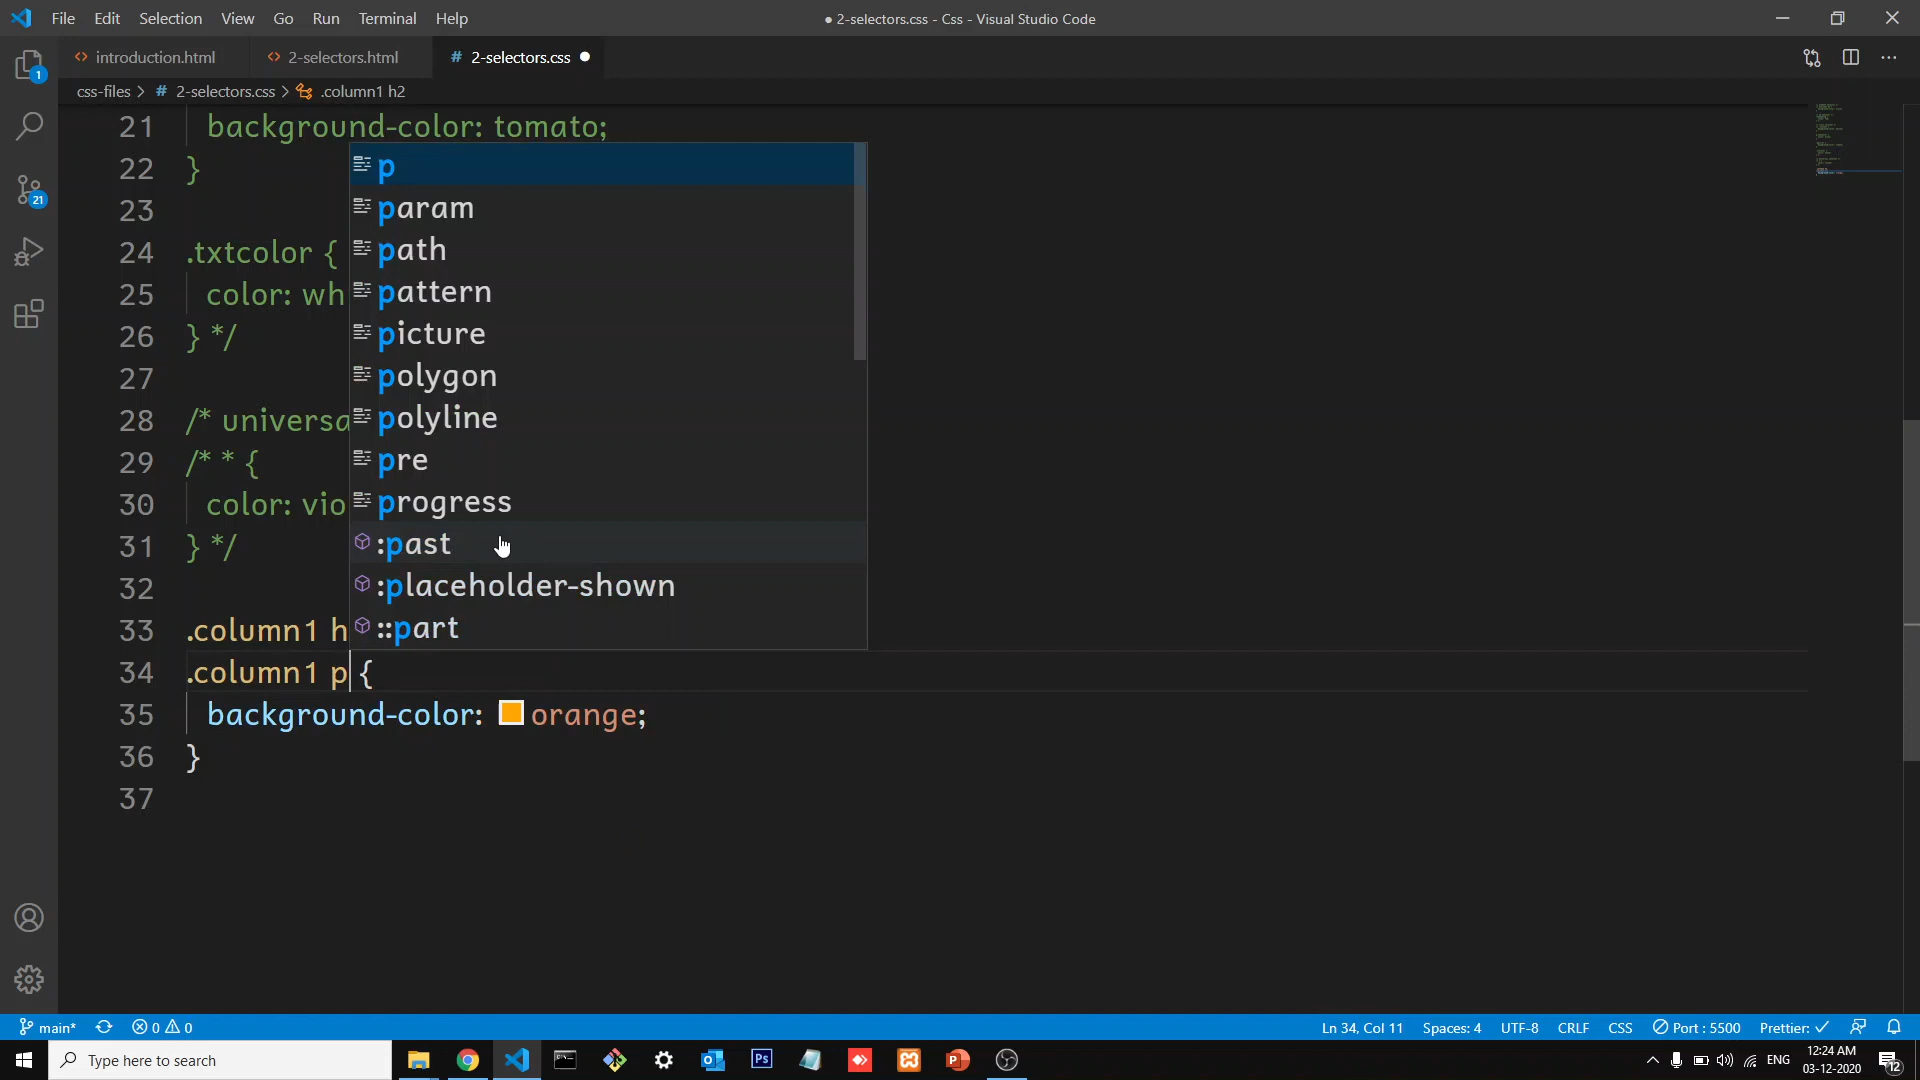 File Edit Selection View Go Run Terminal Help
● 2-selectors.css - Css - Visual Studio Code
introduction.html
2-selectors.html
# 2-selectors.css
css-files > # 2-selectors.css > .column1 h2
21 background-color: tomato;
22 }
23
24 .txtcolor {
25 color: wh
26 } */
27
28 /* universa
29 /* * {
30 color: vio
31 } */
32
33 .column1 h
34 .column1 p {
35 background-color: orange;
36 }
37
p
param
path
pattern
picture
polygon
polyline
pre
progress
:past
:placeholder-shown
::part
1
21
main* 0 0
Ln 34, Col 11 Spaces: 4 UTF-8 CRLF CSS Port : 5500 Prettier: ✓
Type here to search
Ps
ENG
12:24 AM
03-12-2020
12